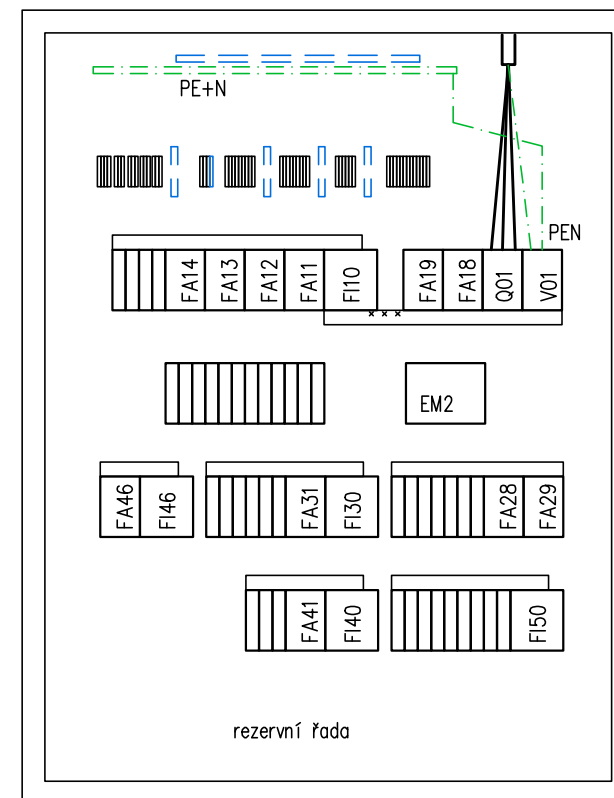 PE+N
PEN
FA14
FA13
FA12
FA11
FI10
FA19
FA18
Q01
V01
EM2
FA46
FI46
FA31
FI30
FA28
FA29
FA41
FI40
FI50
rezervní řada